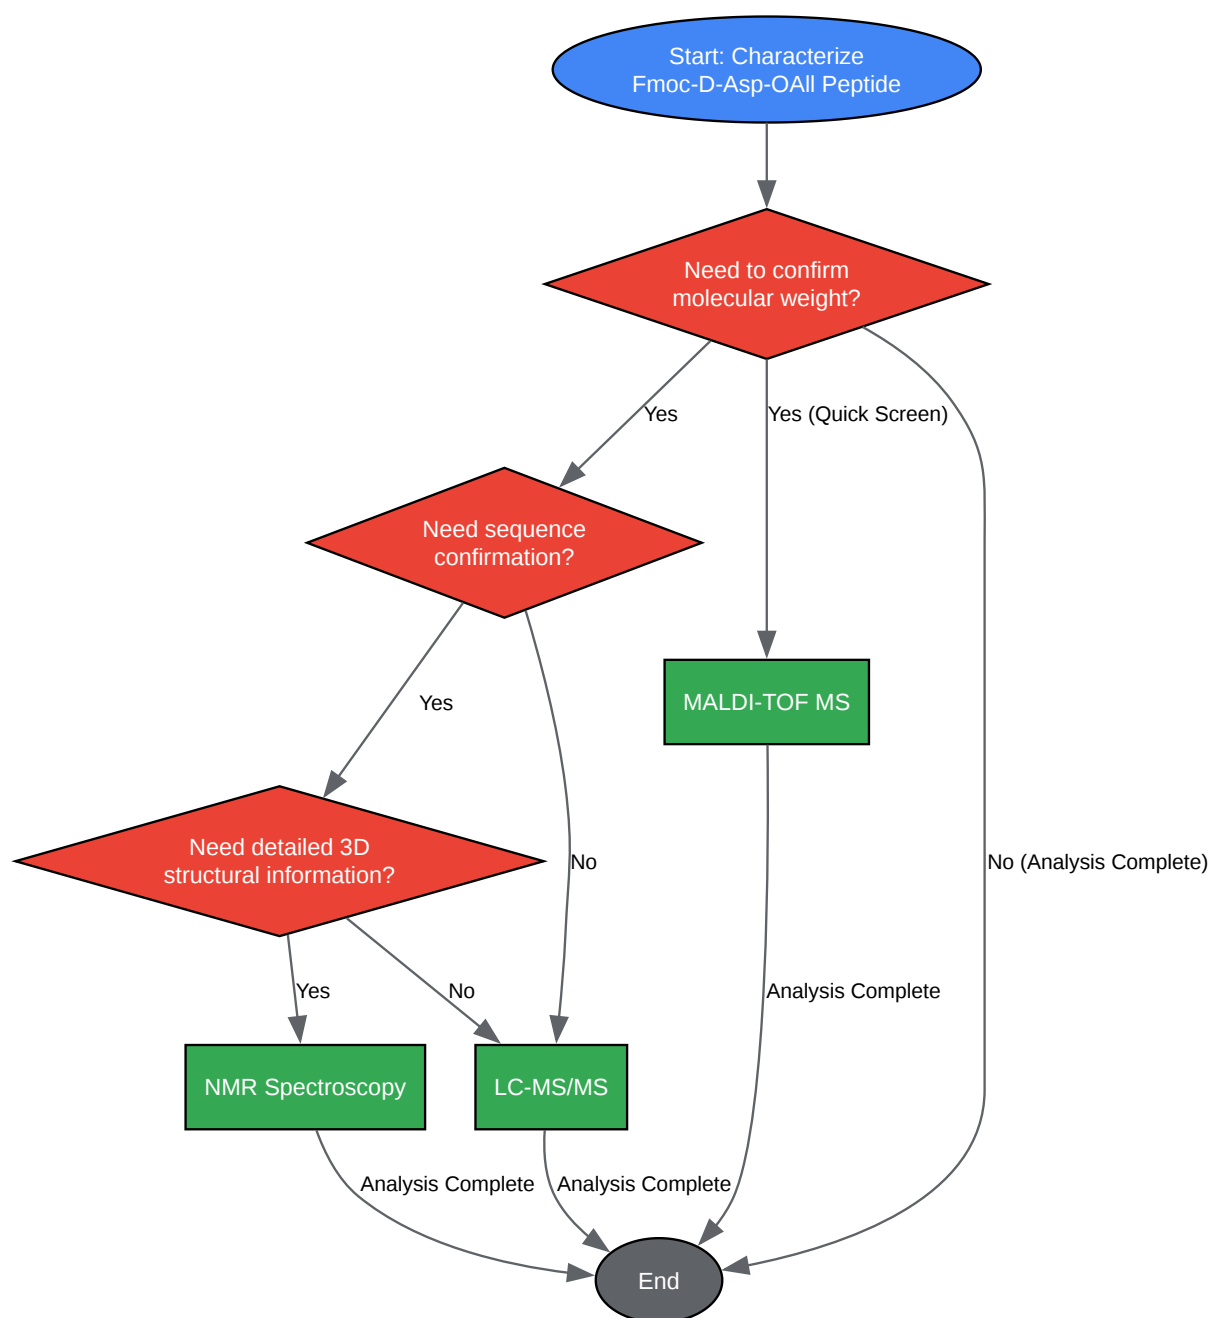 Start: Characterize
Fmoc-D-Asp-OAll Peptide
Need to confirm
molecular weight?
Yes
Yes (Quick Screen)
Need sequence
confirmation?
Yes
MALDI-TOF MS
Need detailed 3D
structural information?
No
No (Analysis Complete)
Yes
No
Analysis Complete
NMR Spectroscopy
LC-MS/MS
Analysis Complete
Analysis Complete
End